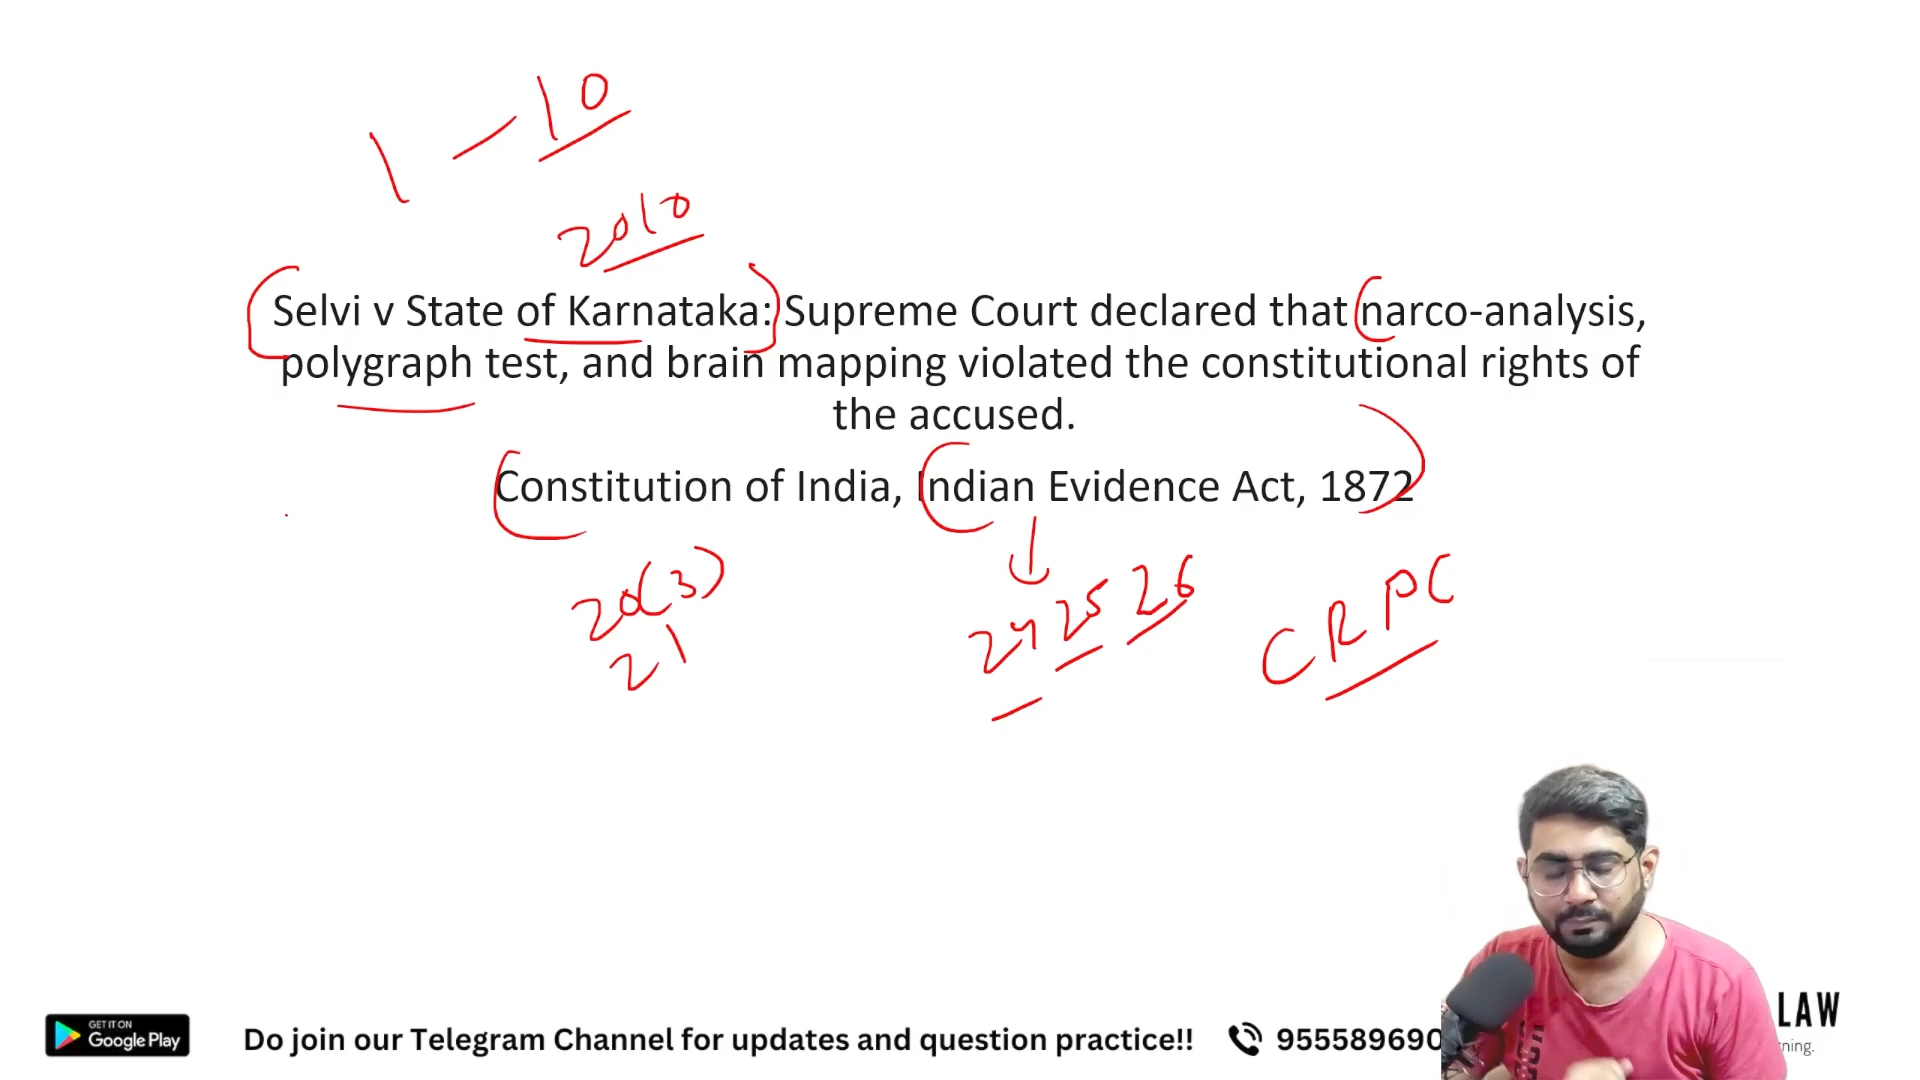 1 - 10
2010
Selvi v State of Karnataka: Supreme Court declared that narco-analysis,
polygraph test, and brain mapping violated the constitutional rights of
the accused.
Constitution of India, Indian Evidence Act, 1872
20(3)
21
24 25 26
CRPC
GET IT ON
Google Play
Do join our Telegram Channel for updates and question practice!!
95558969
LAW